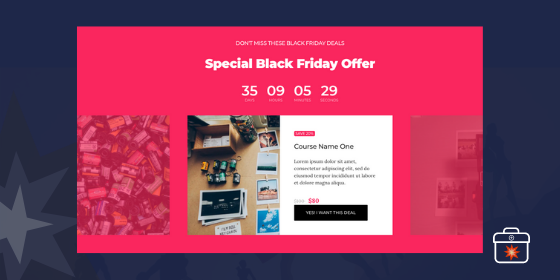 DON'T MISS THESE BLACK FRIDAY DEALS
Special Black Friday Offer
35 09 05 29
DAYS HOURS MINUTES SECONDS
SAVE 20%
Course Name One
Lorem ipsum dolor sit amet,
consectetur adipiscing elit, sed do
eiusmod tempor incididunt ut labore
et dolore magna aliqua.
$80
YES! I WANT THIS DEAL